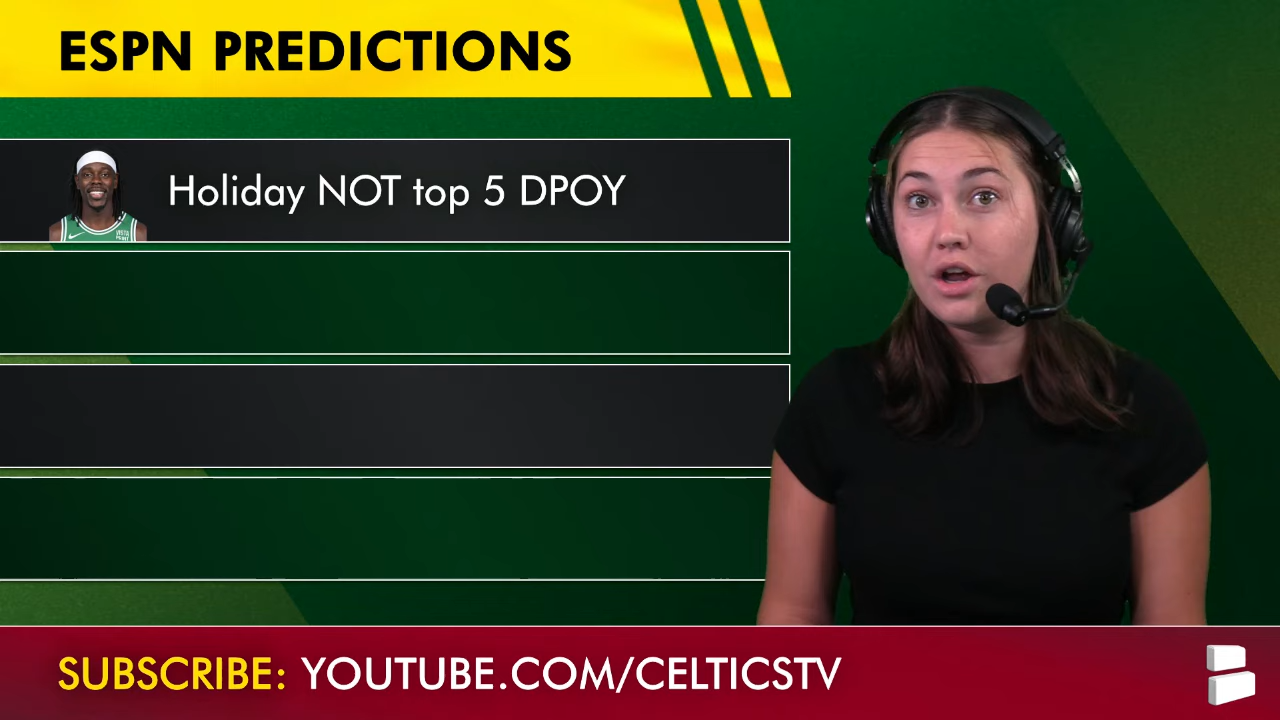 ESPN PREDICTIONS
Holiday NOT top 5 DPOY
SUBSCRIBE: YOUTUBE.COM/CELTICSTV